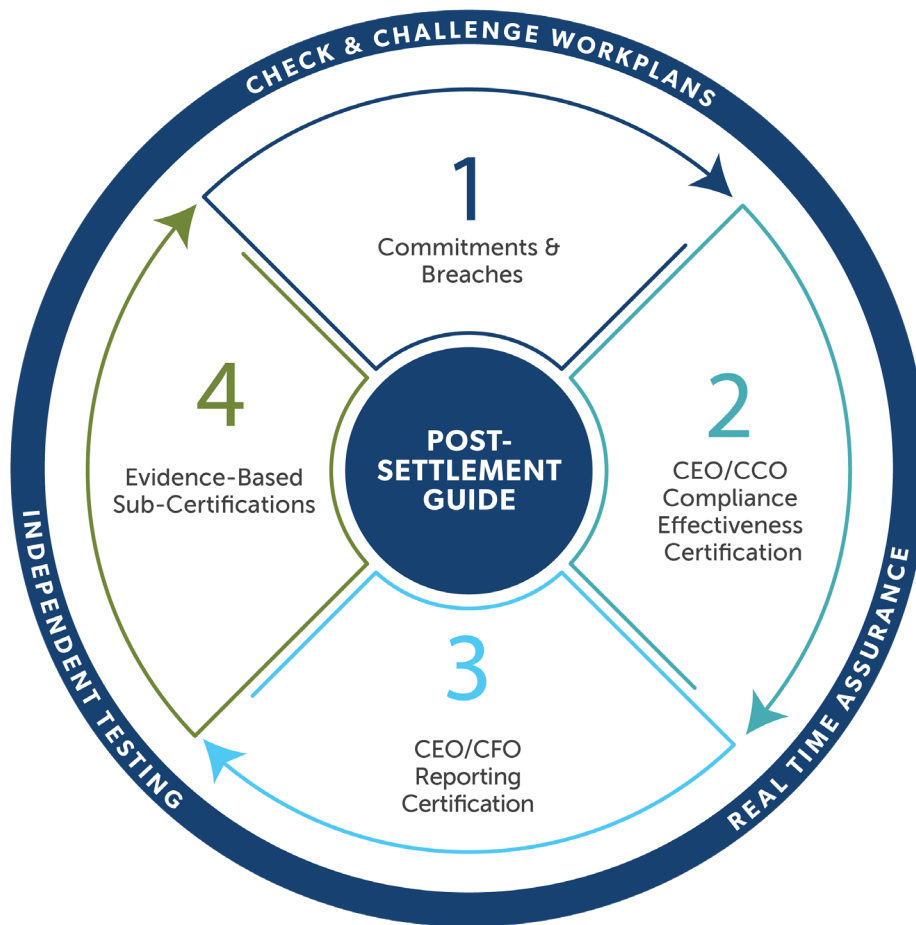 CHECK & CHALLENGE WORKPLANS
1
Commitments &
Breaches
2
CEO/CCO
Compliance
Effectiveness
Certification
3
CEO/CFO
Reporting
Certification
4
Evidence-Based
Sub-Certifications
POST-
SETTLEMENT
GUIDE
REAL TIME ASSURANCE
INDEPENDENT TESTING